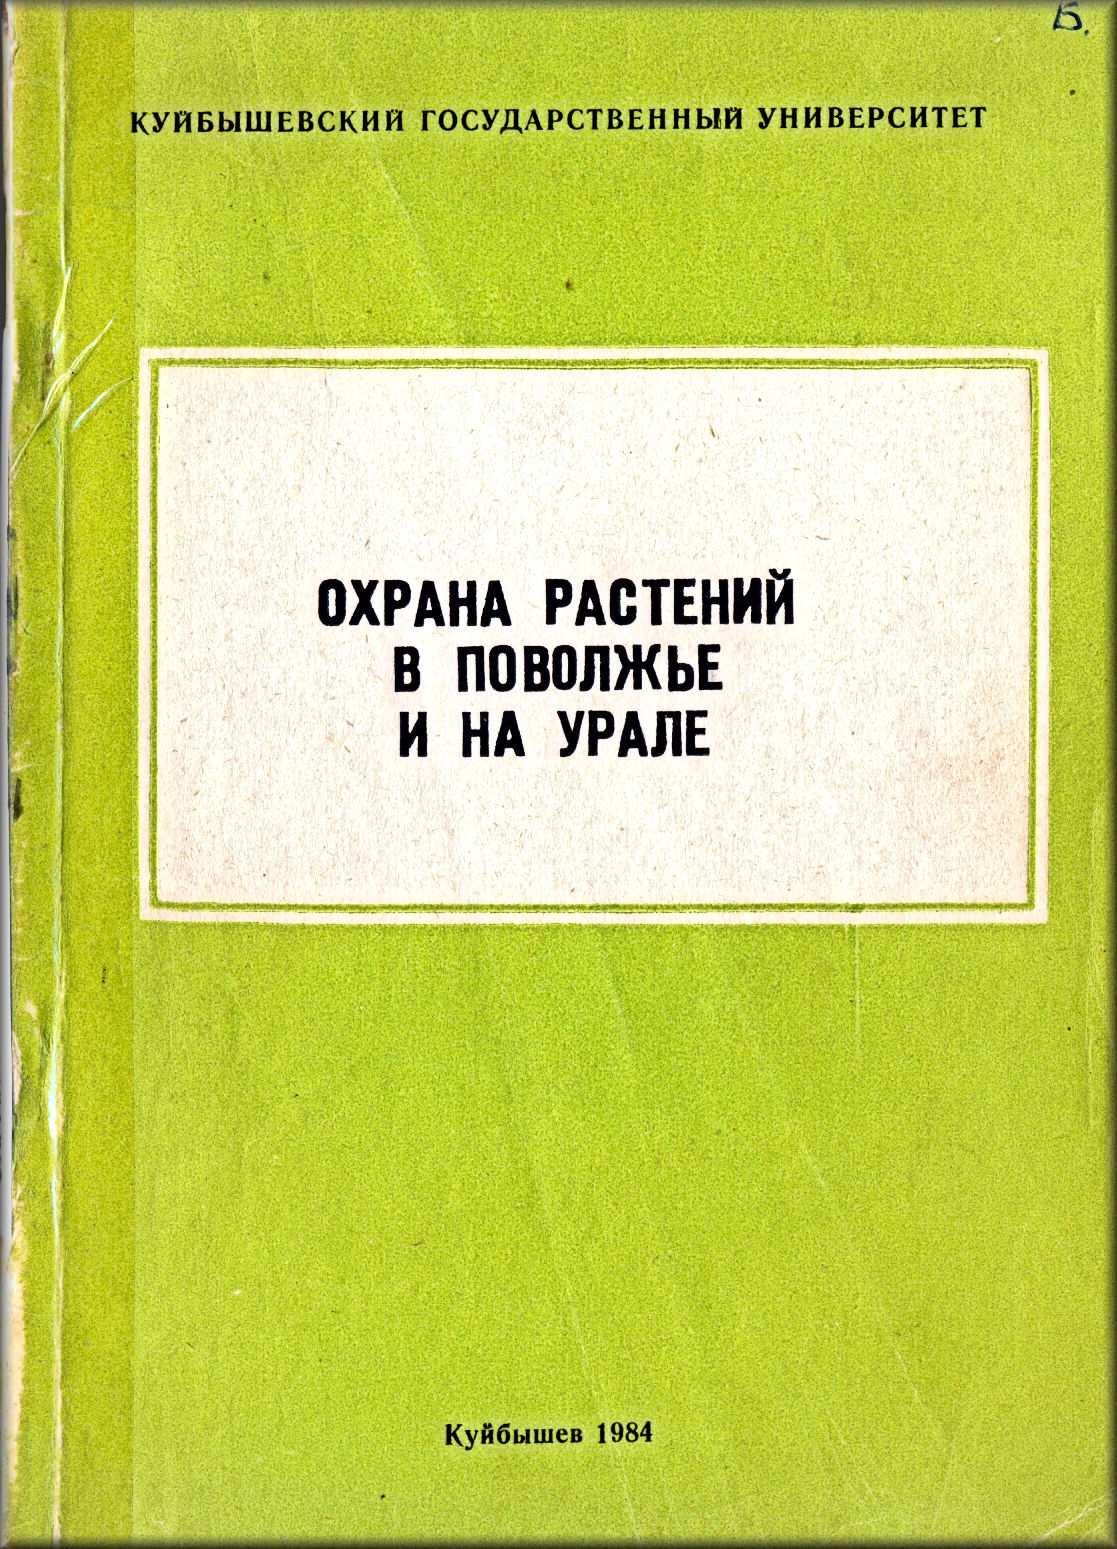 Б.
КУЙБЫШЕВСКИЙ ГОСУДАРСТВЕННЫЙ УНИВЕРСИТЕТ
ОХРАНА РАСТЕНИЙ
В ПОВОЛЖЬЕ
И НА УРАЛЕ
Куйбышев 1984